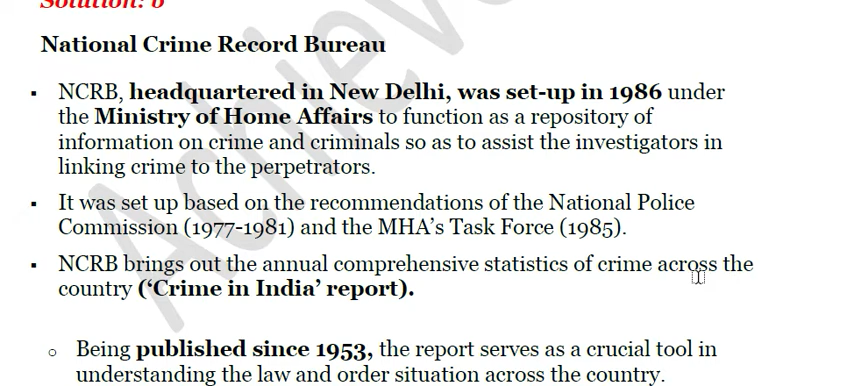 Solution: b
National Crime Record Bureau
▪ NCRB, headquartered in New Delhi, was set-up in 1986 under
the Ministry of Home Affairs to function as a repository of
information on crime and criminals so as to assist the investigators in
linking crime to the perpetrators.
▪ It was set up based on the recommendations of the National Police
Commission (1977-1981) and the MHA’s Task Force (1985).
▪ NCRB brings out the annual comprehensive statistics of crime across the
country (‘Crime in India’ report).
○ Being published since 1953, the report serves as a crucial tool in
understanding the law and order situation across the country.